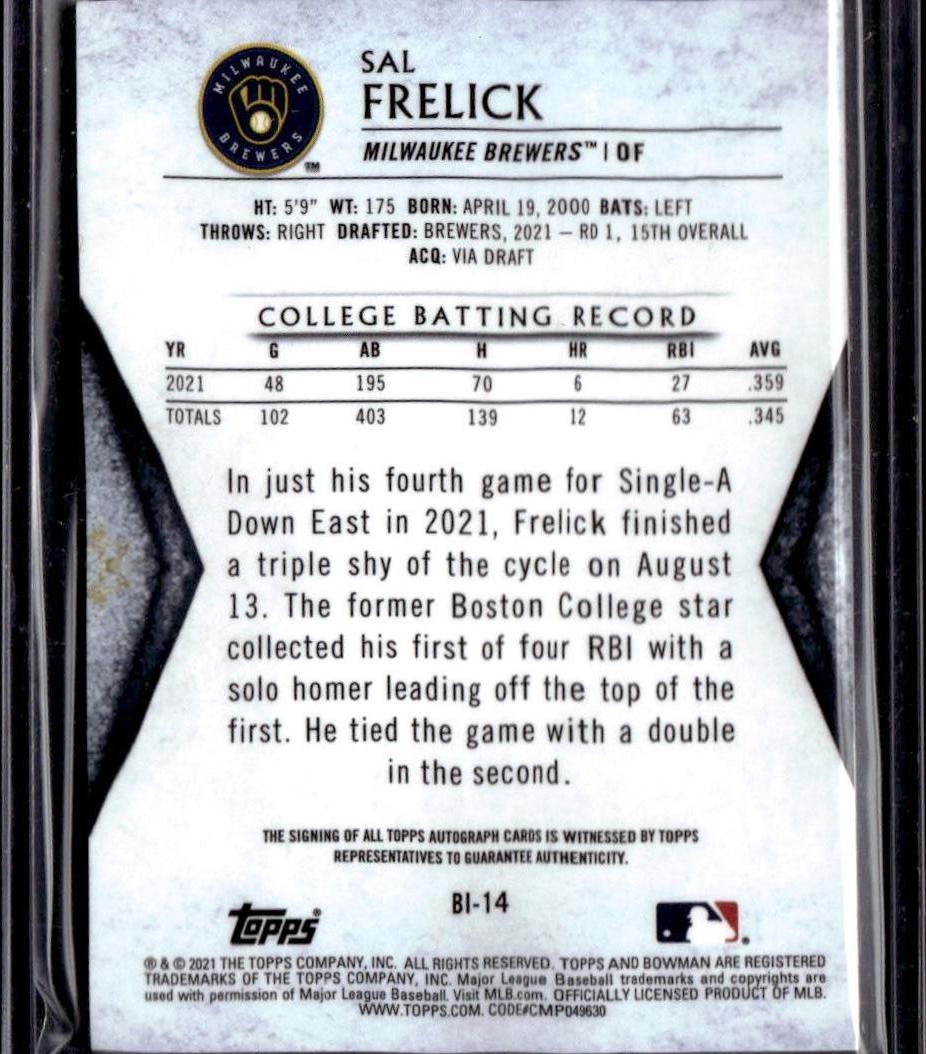 MILWAUKEE
BREWERS
™
SAL
FRELICK
MILWAUKEE BREWERS™ | OF
HT: 5'9" WT: 175 BORN: APRIL 19, 2000 BATS: LEFT
THROWS: RIGHT DRAFTED: BREWERS, 2021 – RD 1, 15TH OVERALL
ACQ: VIA DRAFT
COLLEGE BATTING RECORD
YR G AB H HR RBI AVG
2021 48 195 70 6 27 .359
TOTALS 102 403 139 12 63 .345
In just his fourth game for Single-A
Down East in 2021, Frelick finished
a triple shy of the cycle on August
13. The former Boston College star
collected his first of four RBI with a
solo homer leading off the top of the
first. He tied the game with a double
in the second.
THE SIGNING OF ALL TOPPS AUTOGRAPH CARDS IS WITNESSED BY TOPPS
REPRESENTATIVES TO GUARANTEE AUTHENTICITY.
BI-14
Topps®
® & © 2021 THE TOPPS COMPANY, INC. ALL RIGHTS RESERVED. TOPPS AND BOWMAN ARE REGISTERED
TRADEMARKS OF THE TOPPS COMPANY, INC. Major League Baseball trademarks and copyrights are
used with permission of Major League Baseball. Visit MLB.com. OFFICIALLY LICENSED PRODUCT OF MLB.
WWW.TOPPS.COM. CODE#CMP049630